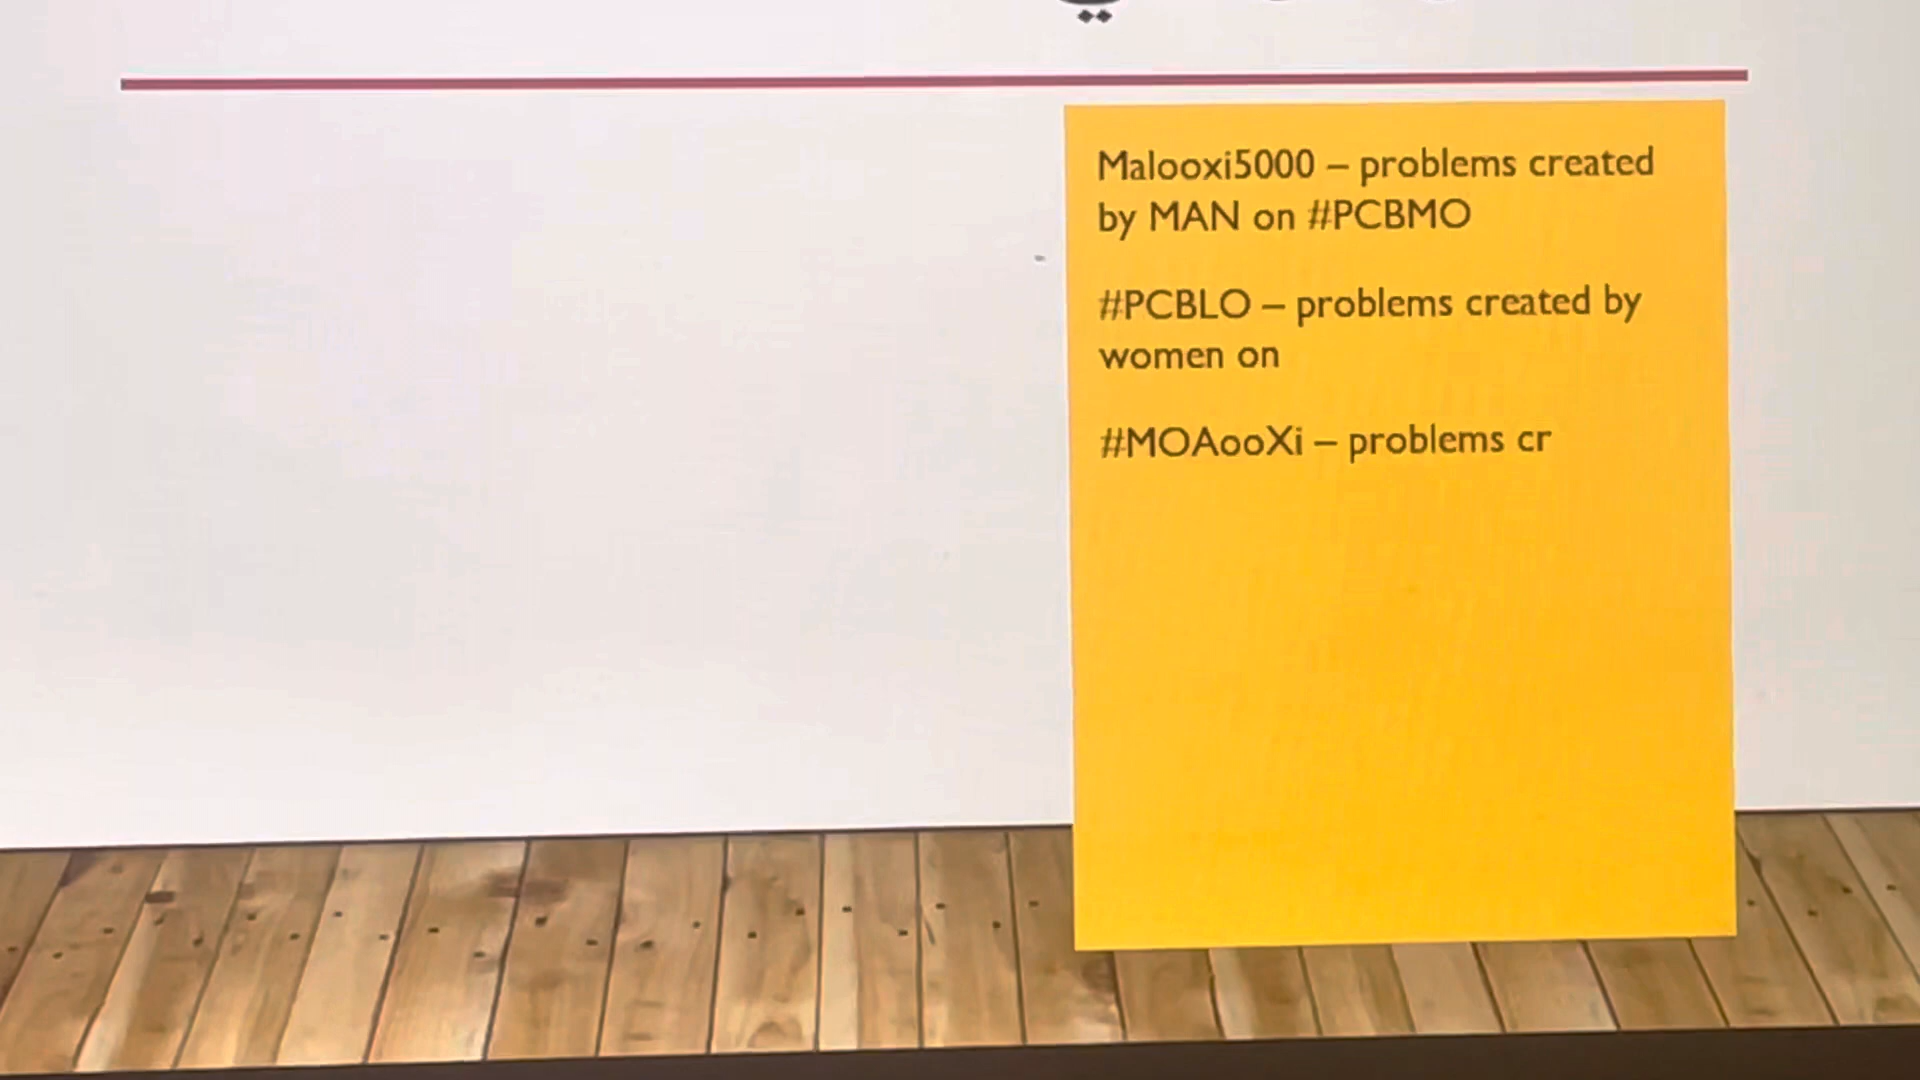 Malooxi5000 – problems created
by MAN on #PCBMO
#PCBLO – problems created by
women on
#MOAooXi – problems cr